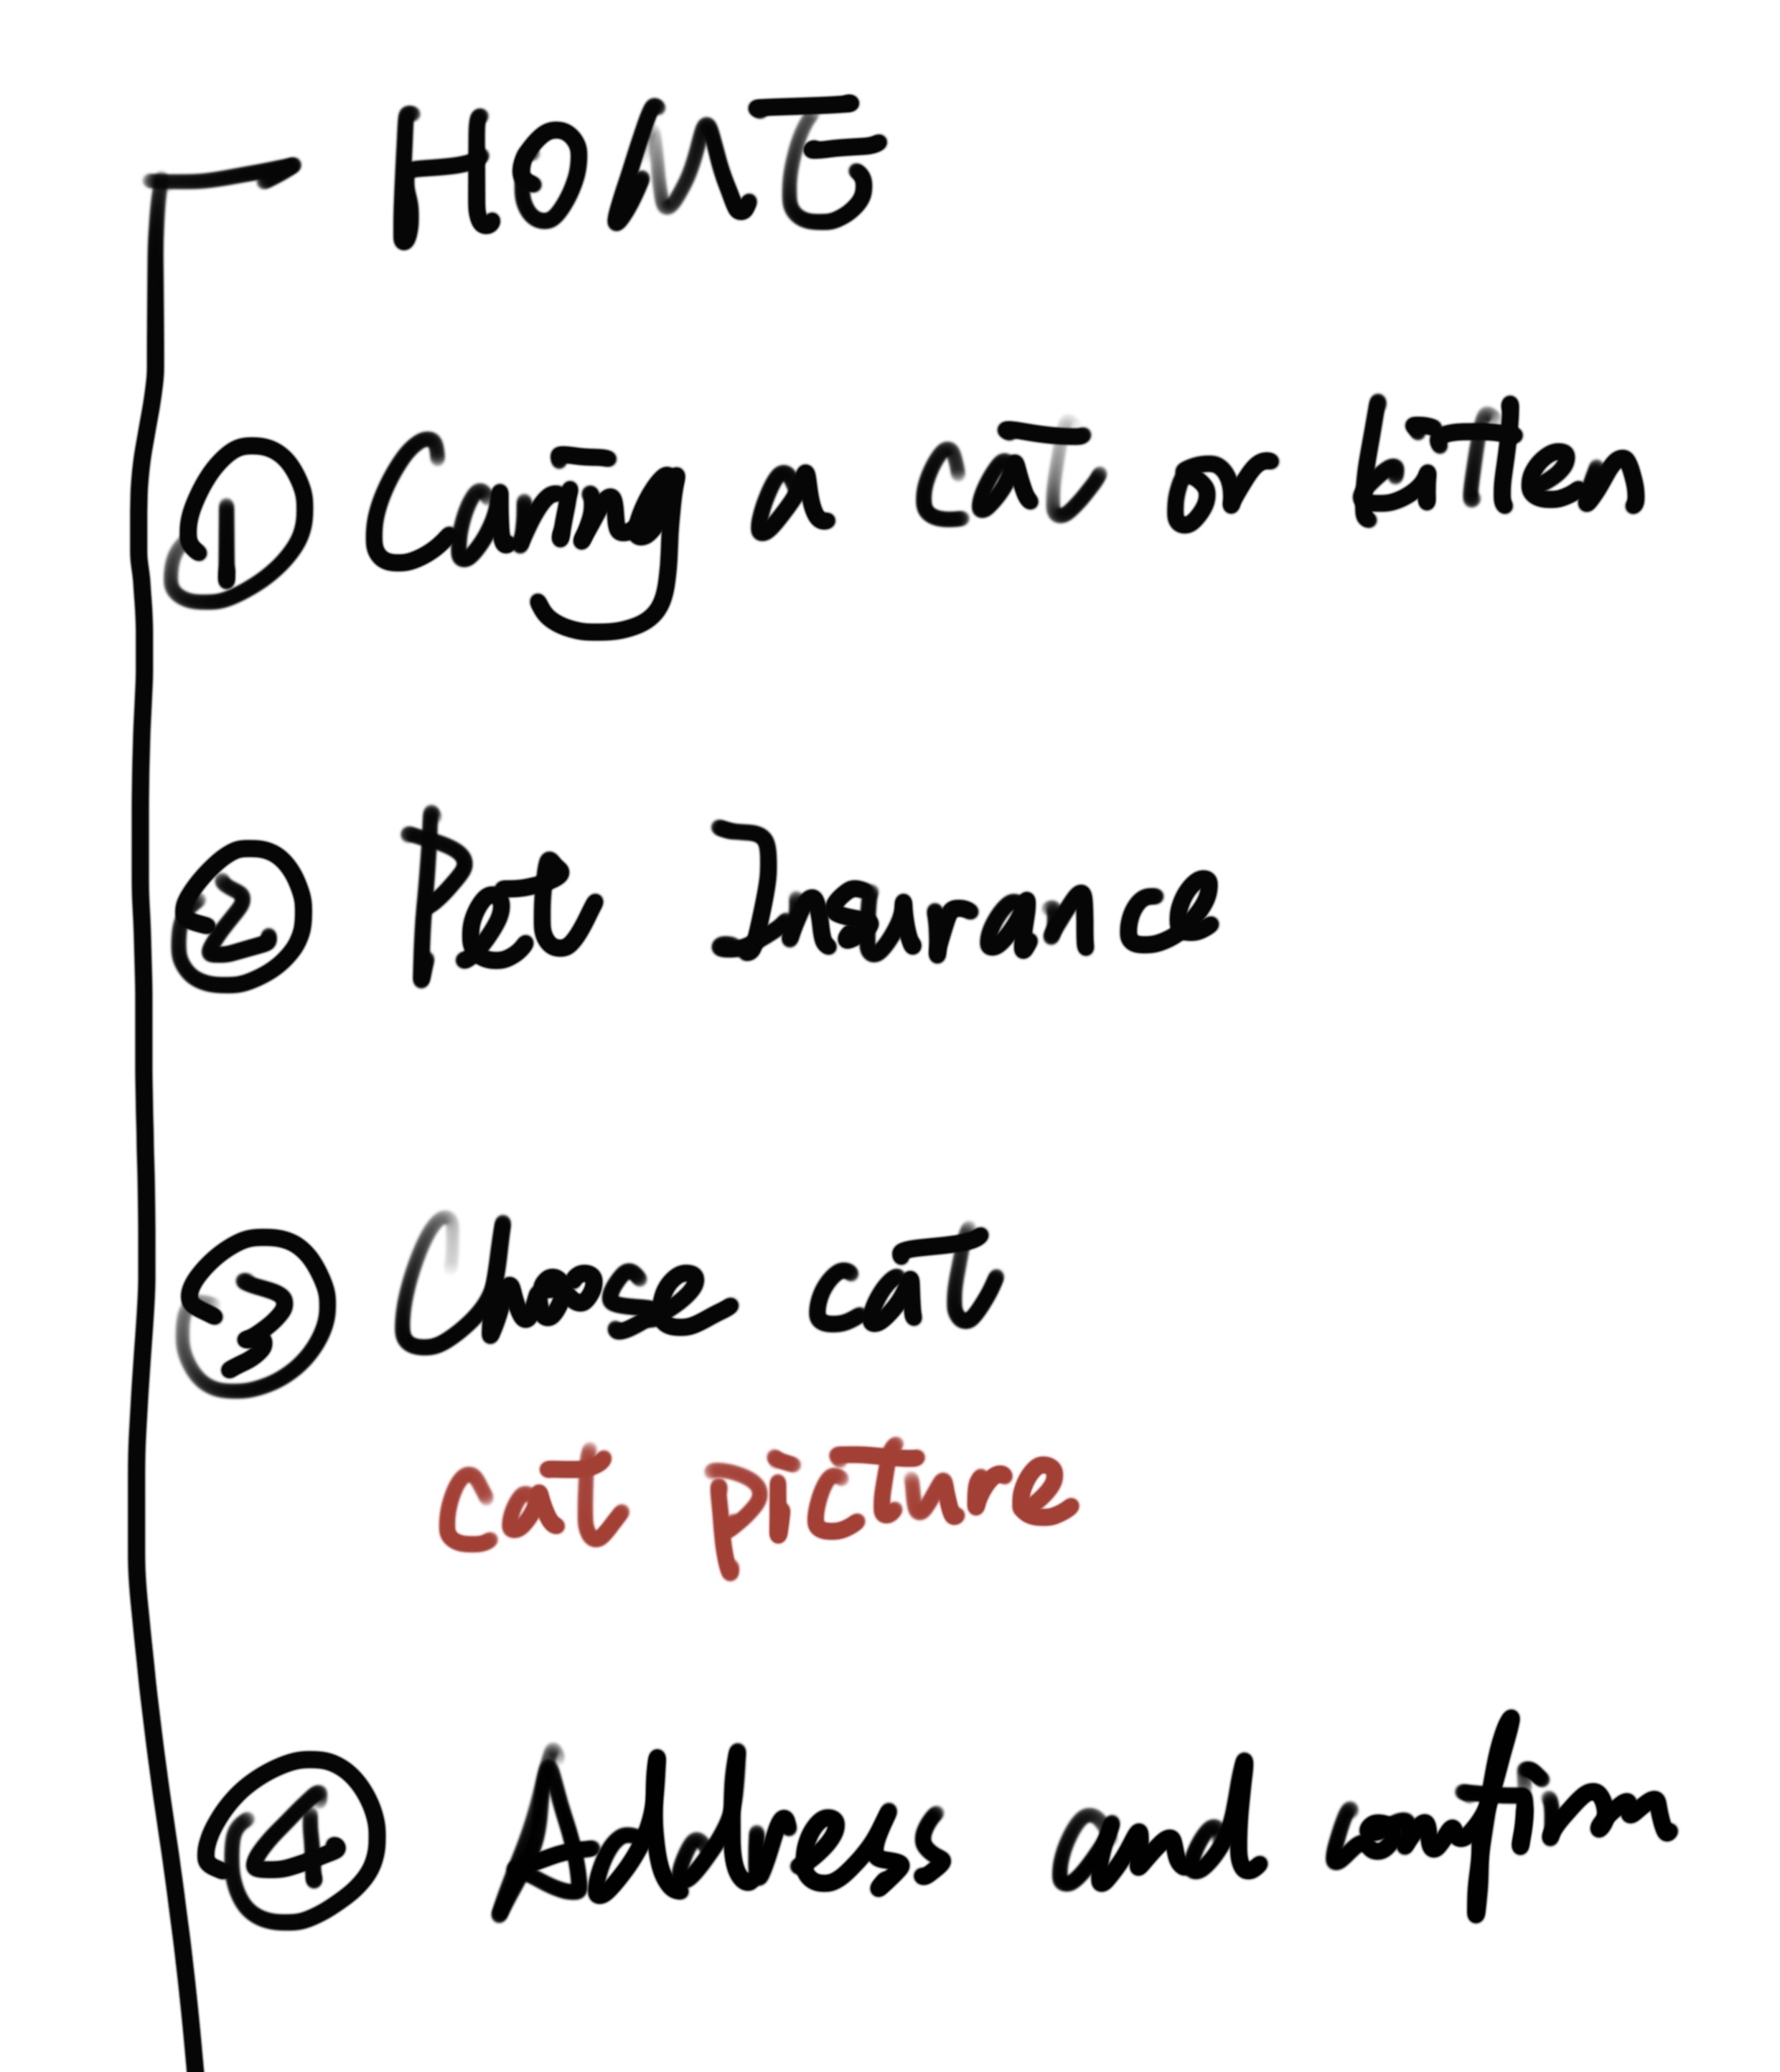 HOME
① Caring a cat or kitten
② Pet Insurance
③ Choose cat
cat picture
④ Address and confirm